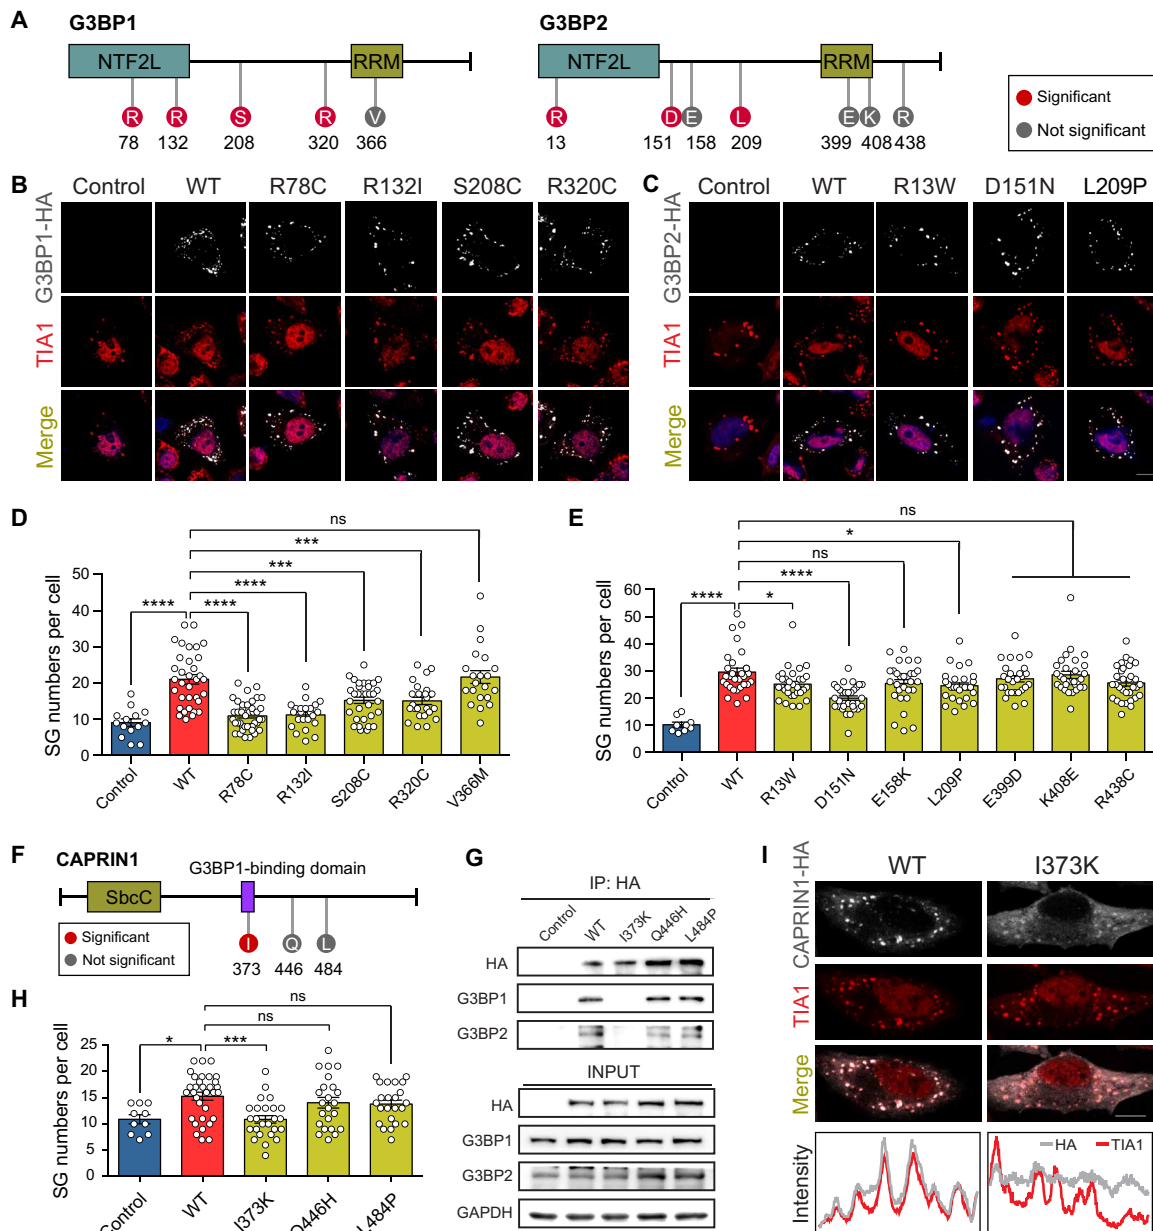 A
G3BP1
G3BP2
NTF2L
RRM
NTF2L
RRM
R R S R V
R D E L E K R
78 132 208 320 366
13 151 158 209 399 408 438
Significant
Not significant
B
Control WT R78C R132I S208C R320C
G3BP1-HA
TIA1
Merge
C
Control WT R13W D151N L209P
G3BP2-HA
TIA1
Merge
D
ns
***
***
****
**** ****
SG numbers per cell
50
40
30
20
10
0
Control WT R78C R132I S208C R320C V366M
E
ns
*
ns
****
**** *
SG numbers per cell
60
50
40
30
20
10
0
Control WT R13W D151N E158K L209P E399D K408E R438C
F
CAPRIN1
G3BP1-binding domain
SbcC
Significant
Not significant
I Q L
373 446 484
G
IP: HA
Control WT I373K Q446H L484P
HA
G3BP1
G3BP2
INPUT
HA
G3BP1
G3BP2
GAPDH
H
ns
ns
* ***
SG numbers per cell
25
20
15
10
5
0
Control WT I373K Q446H L484P
I
WT I373K
CAPRIN1-HA
TIA1
Merge
Intensity
HA TIA1